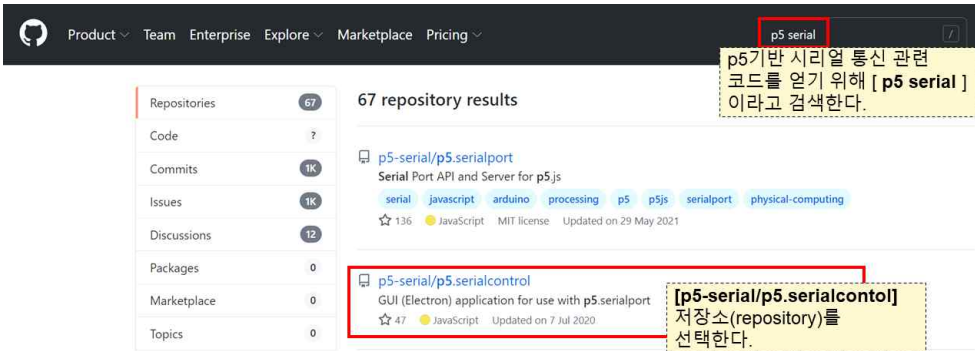 Product Team Enterprise Explore Marketplace Pricing p5 serial /
p5기반 시리얼 통신 관련
코드를 얻기 위해 [ p5 serial ]
이라고 검색한다.
Repositories 67
Code ?
Commits 1K
Issues 1K
Discussions 12
Packages 0
Marketplace 0
Topics 0
67 repository results
p5-serial/p5.serialport
Serial Port API and Server for p5.js
serial javascript arduino processing p5 p5js serialport physical-computing
136 JavaScript MIT license Updated on 29 May 2021
p5-serial/p5.serialcontrol
GUI (Electron) application for use with p5.serialport
47 JavaScript Updated on 7 Jul 2020
[p5-serial/p5.serialcontol]
저장소(repository)를
선택한다.